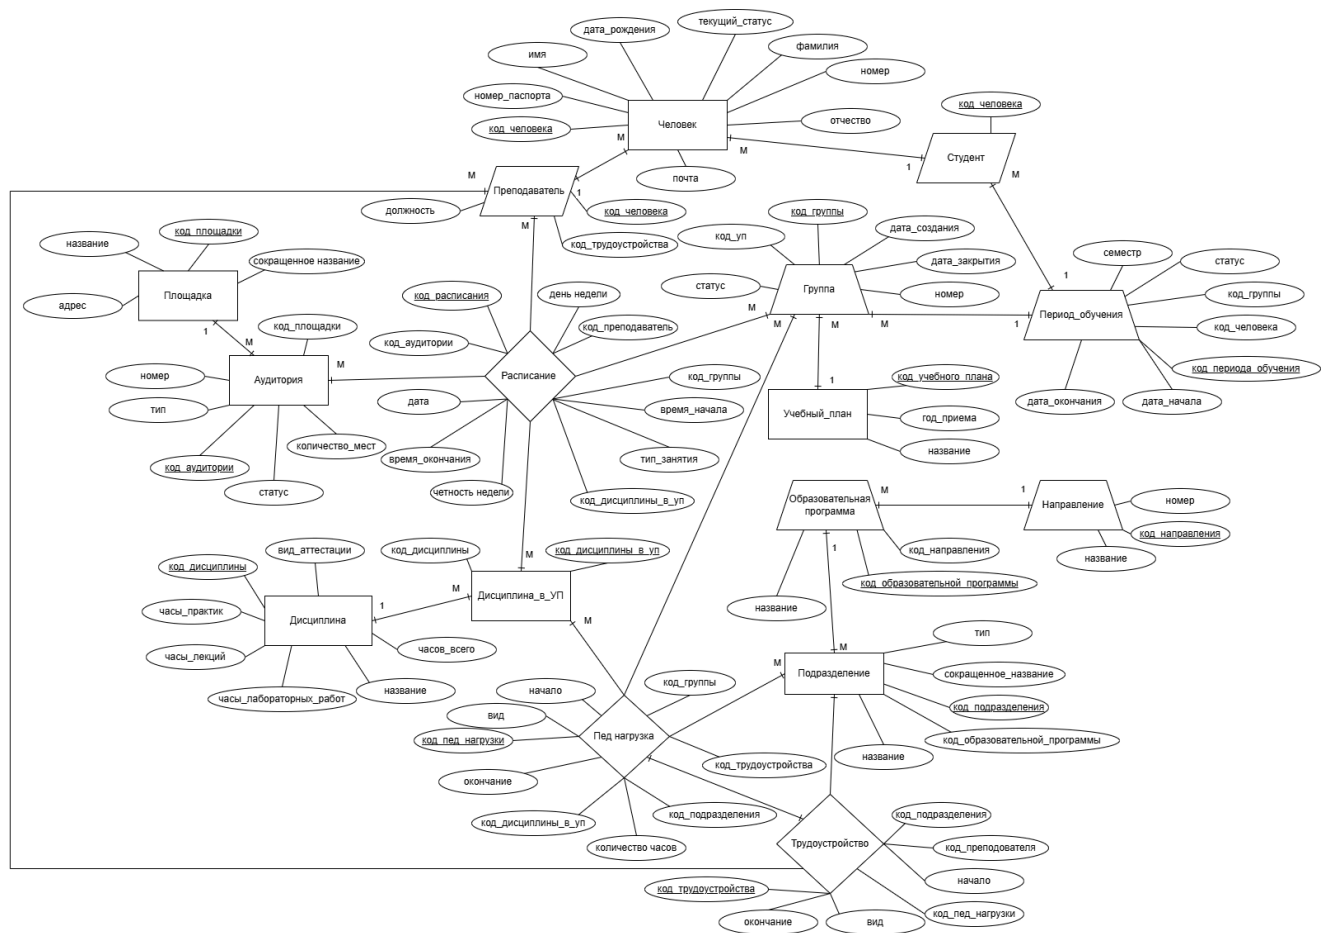 текущий_статус
дата_рождения
фамилия
имя
номер
номер_паспорта
код_человека
Человек
отчество
код_человека
М
М
1
Студент
М
почта
М
Преподаватель
1
код_человека
должность
М
код_трудоустройства
код_площадки
название
сокращенное название
Площадка
адрес
1
М
код_площадки
номер
Аудитория
М
тип
количество_мест
код_аудитории
статус
код_группы
код_уп
дата_создания
дата_закрытия
статус
Группа
номер
М
М
М
М
семестр
статус
код_группы
1
1
Период_обучения
код_человека
код_периода_обучения
дата_окончания
дата_начала
код_расписания
день недели
код_преподаватель
код_аудитории
Расписание
код_группы
дата
время_начала
время_окончания
тип_занятия
четность недели
код_дисциплины_в_уп
М
1
код_учебного_плана
Учебный_план
год_приема
название
Образовательная
программа
М
1
Направление
номер
код_направления
название
1
код_направления
код_образовательной_программы
название
вид_аттестации
код_дисциплины
код_дисциплины
код_дисциплины_в_уп
часы_практик
Дисциплина
1
М
Дисциплина_в_УП
М
часов_всего
часы_лекций
название
часы_лабораторных_работ
М
М
Подразделение
тип
сокращенное_название
код_подразделения
код_образовательной_программы
название
начало
код_группы
вид
код_пед_нагрузки
Пед нагрузка
код_трудоустройства
окончание
код_дисциплины_в_уп
код_подразделения
количество часов
код_подразделения
Трудоустройство
код_преподователя
начало
код_трудоустройства
код_пед_нагрузки
окончание
вид